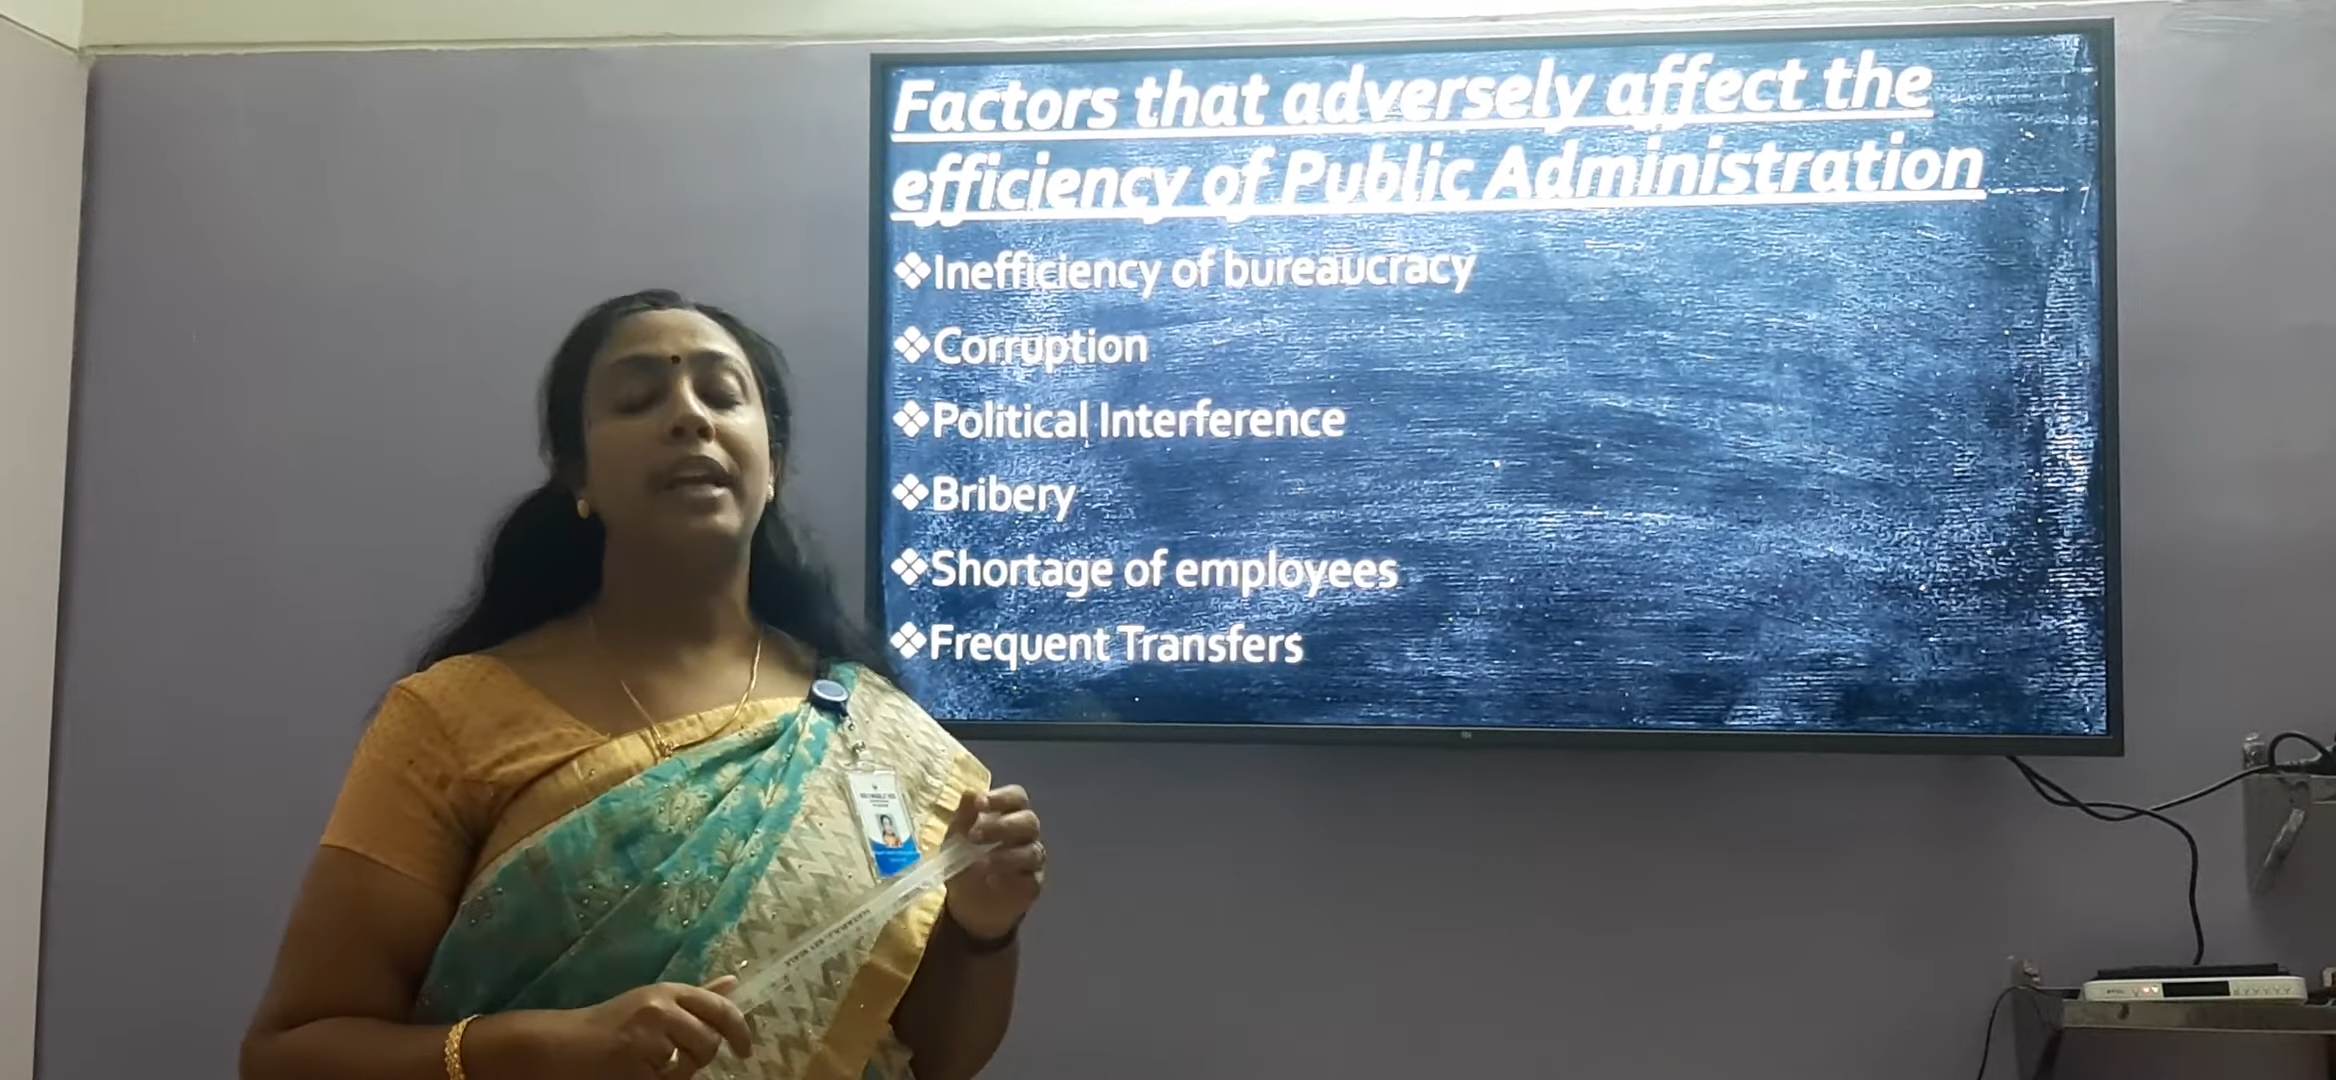 Factors that adversely affect the
efficiency of Public Administration
❖Inefficiency of bureaucracy
❖Corruption
❖Political Interference
❖Bribery
❖Shortage of employees
❖Frequent Transfers